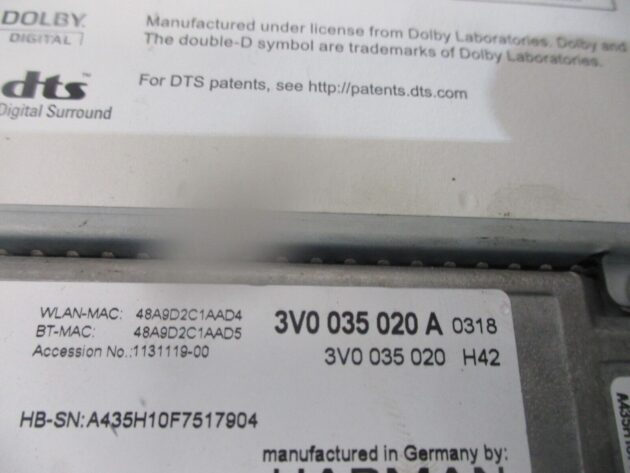 DOLBY
DIGITAL
Manufactured under license from Dolby Laboratories. Dolby and
The double-D symbol are trademarks of Dolby Laboratories.
dts™
Digital Surround
For DTS patents, see http://patents.dts.com
WLAN-MAC: 48A9D2C1AAD4
BT-MAC: 48A9D2C1AAD5
Accession No.:1131119-00
3V0 035 020 A 0318
3V0 035 020 H42
HB-SN:A435H10F7517904
manufactured in Germany by:
HARMAN